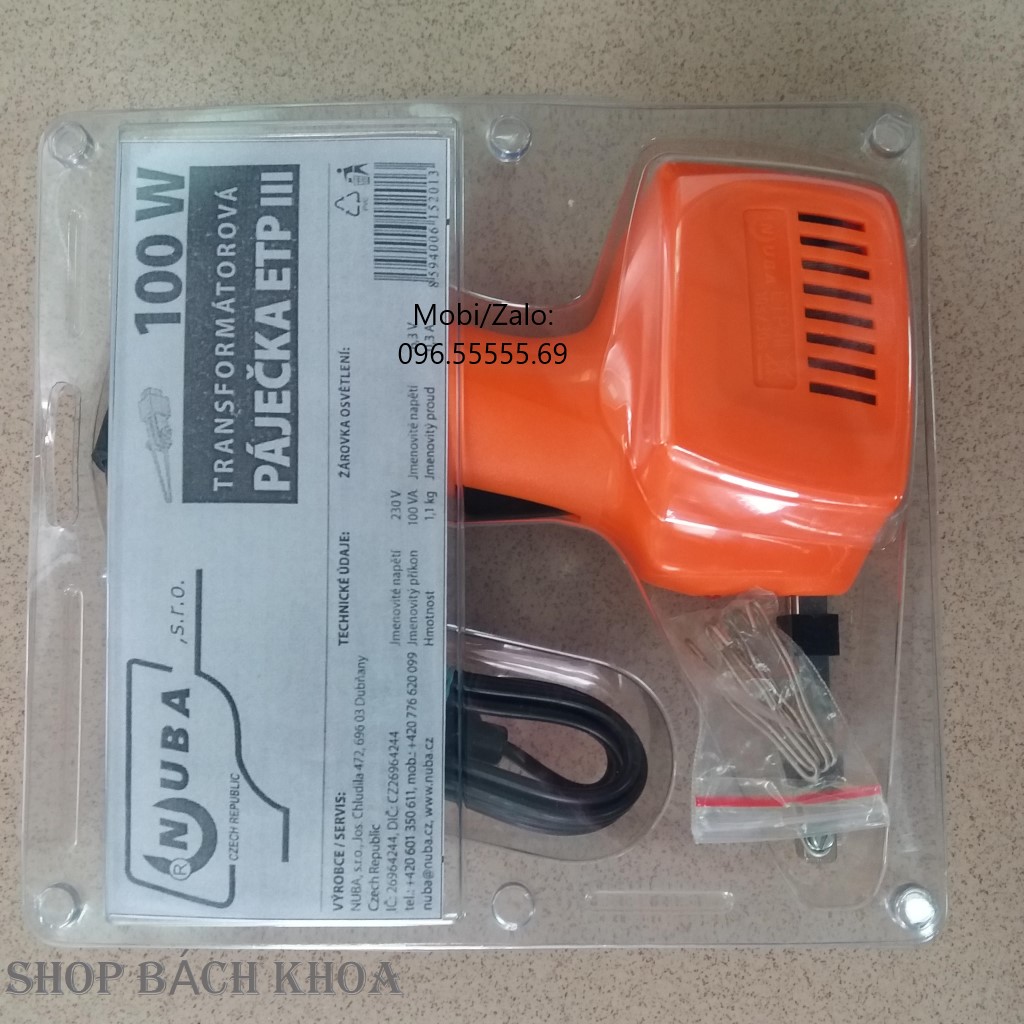 100 W
TRANSFORMÁTOROVÁ
PÁJEČKA ETP III
® NUBA , s.r.o.
CZECH REPUBLIC
VÝROBCE / SERVIS:
NUBA, s.r.o., Jos. Chludila 472, 696 03 Dubňany
Czech Republic
IČ: 26964244, DIČ: CZ26964244
tel.: +420 601 350 611, mob.: +420 776 620 099
nuba@nuba.cz, www.nuba.cz
TECHNICKÉ ÚDAJE:
Jmenovité napětí 230 V
Jmenovitý příkon 100 VA
Hmotnost 1,1 kg
ŽÁROVKA OSVĚTLENÍ:
Jmenovité napětí
Jmenovitý proud
8594006152013
PVC
Mobi/Zalo:
096.55555.69
SHOP BÁCH KHOA